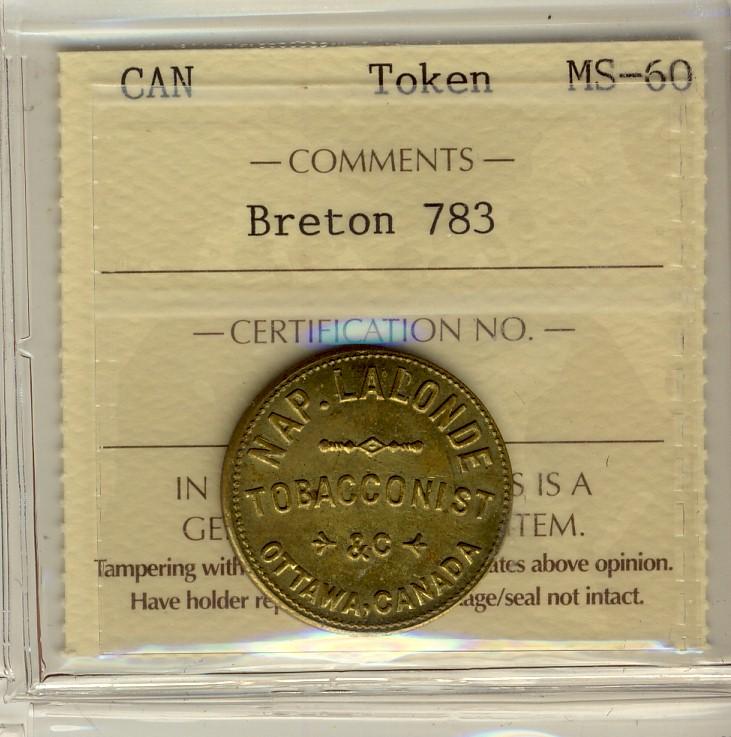 CAN Token MS-60
— COMMENTS —
Breton 783
— CERTIFICATION NO. —
NAP. LALONDE
TOBACCONIST
&C
OTTAWA, CANADA
IN S IS A
GE TEM.
Tampering with ates above opinion.
Have holder rep age/seal not intact.